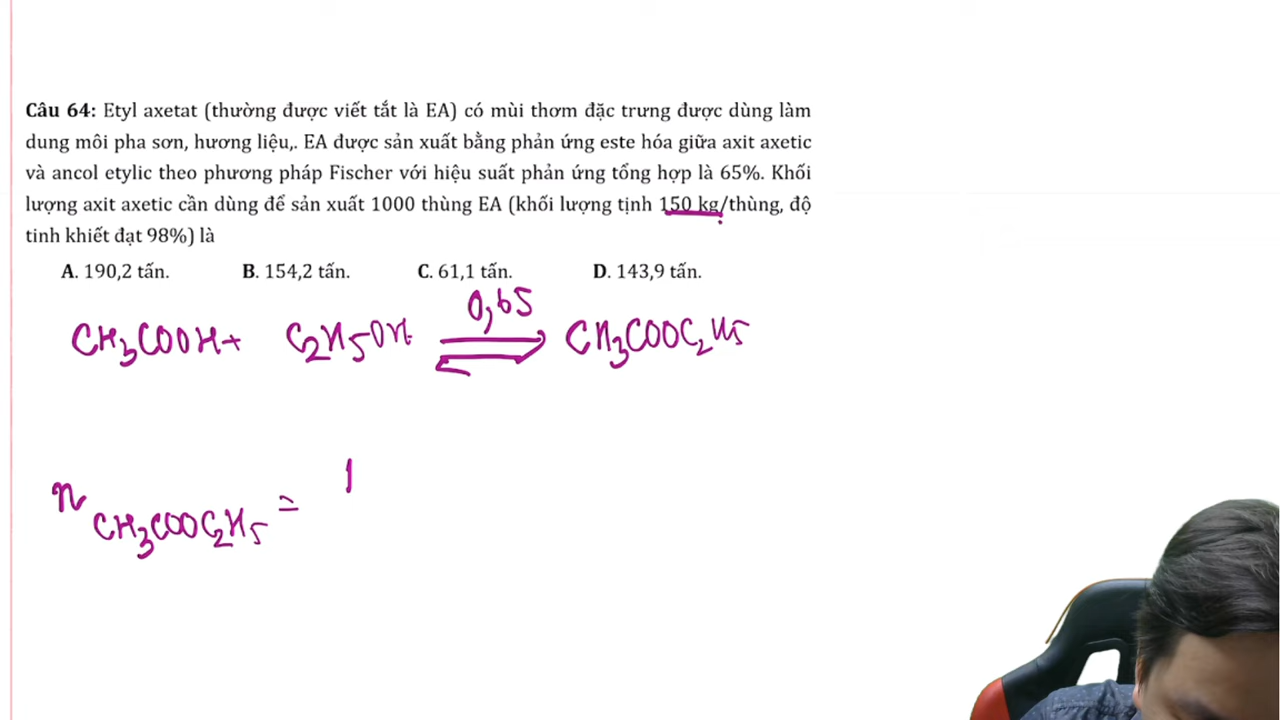 Câu 64: Etyl axetat (thường được viết tắt là EA) có mùi thơm đặc trưng được dùng làm
dung môi pha sơn, hương liệu,. EA được sản xuất bằng phản ứng este hóa giữa axit axetic
và ancol etylic theo phương pháp Fischer với hiệu suất phản ứng tổng hợp là 65%. Khối
lượng axit axetic cần dùng để sản xuất 1000 thùng EA (khối lượng tịnh 150 kg/thùng, độ
tinh khiết đạt 98%) là
A. 190,2 tấn. B. 154,2 tấn. C. 61,1 tấn. D. 143,9 tấn.
0,65
CH3COOH + C2H5OH ⇌ CH3COOC2H5
n CH3COOC2H5 = 1